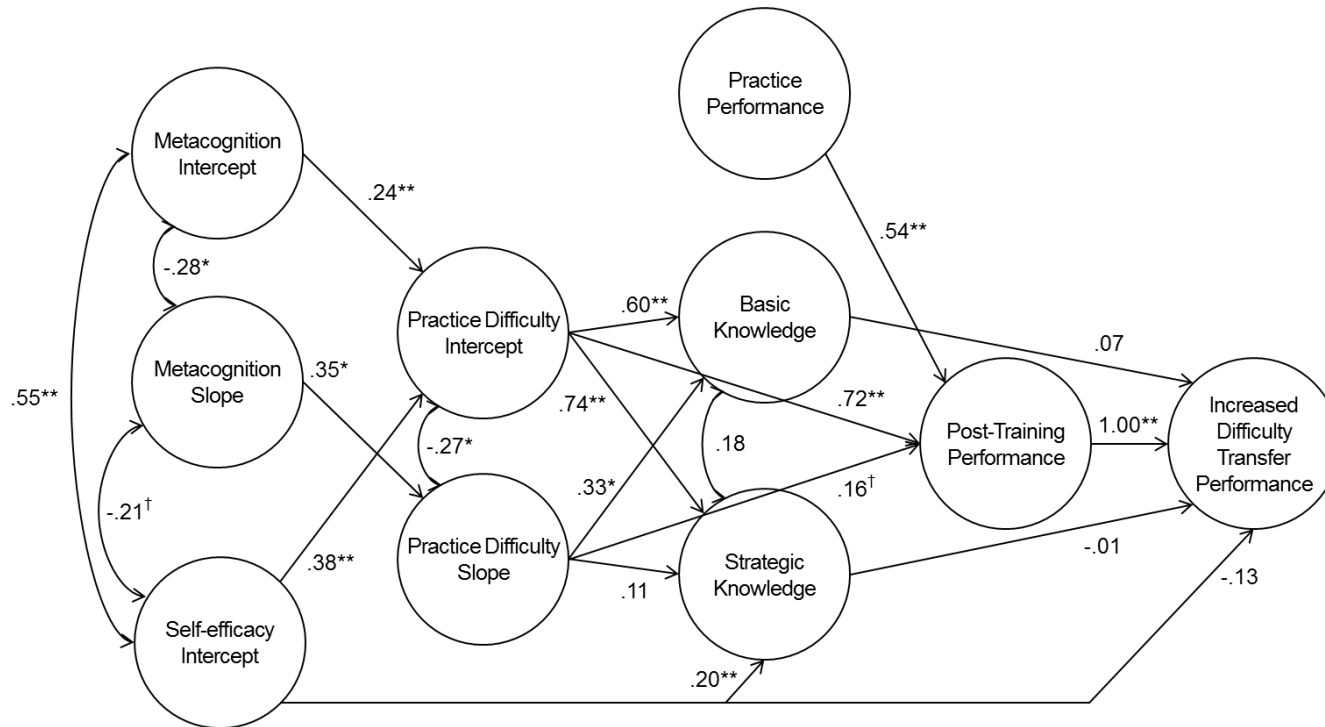 Practice
Performance
Metacognition
Intercept
.24**
.54**
-.28*
Practice Difficulty
Intercept
.60**
Basic
Knowledge
.07
Metacognition
Slope
.35*
.55**
.74**
.72**
-.27*
.18
Post-Training
Performance
1.00**
Increased
Difficulty
Transfer
Performance
-.21†
.33*
.16†
Practice Difficulty
Slope
.38**
.11
Strategic
Knowledge
-.01
-.13
Self-efficacy
Intercept
.20**